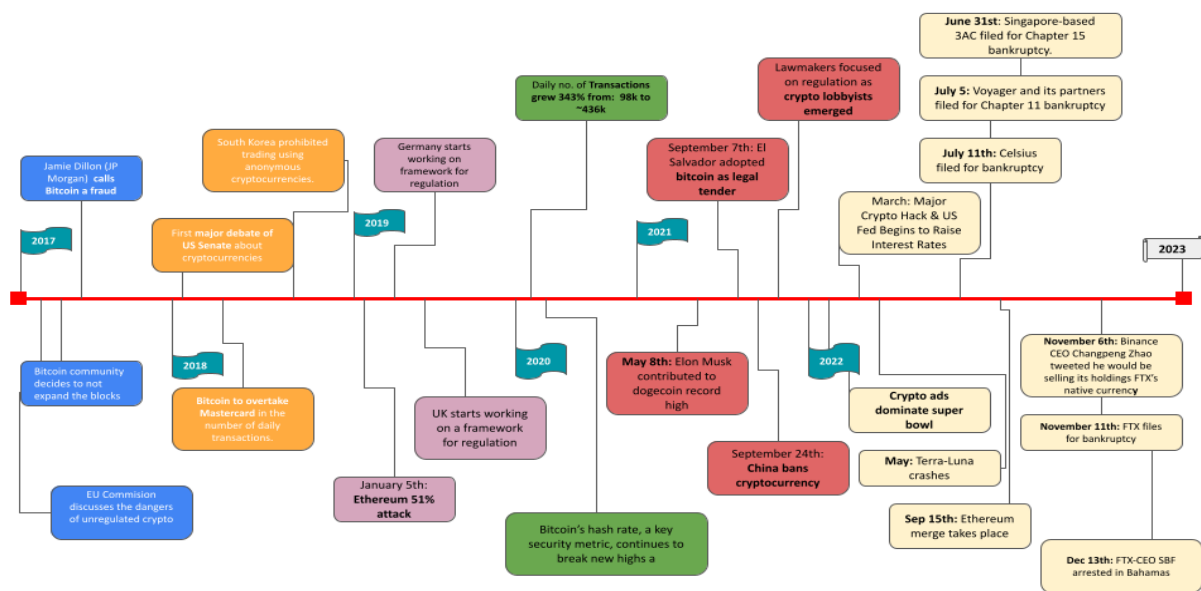 June 31st: Singapore-based
3AC filed for Chapter 15
bankruptcy.
Lawmakers focused
on regulation as
crypto lobbyists
emerged
Daily no. of Transactions
grew 343% from: 98k to
~436k
July 5: Voyager and its partners
filed for Chapter 11 bankruptcy
South Korea prohibited
trading using
anonymous
cryptocurrencies.
Germany starts
working on
framework for
regulation
September 7th: El
Salvador adopted
bitcoin as legal
tender
July 11th: Celsius
filed for bankruptcy
Jamie Dillon (JP
Morgan) calls
Bitcoin a fraud
March: Major
Crypto Hack & US
Fed Begins to Raise
Interest Rates
2017
First major debate of
US Senate about
cryptocurrencies
2019
2021
2023
Bitcoin community
decides to not
expand the blocks
2018
2020
May 8th: Elon Musk
contributed to
dogecoin record
high
2022
November 6th: Binance
CEO Changpeng Zhao
tweeted he would be
selling its holdings FTX's
native currency
Bitcoin to overtake
Mastercard in the
number of daily
transactions.
UK starts working
on a framework
for regulation
Crypto ads
dominate super
bowl
November 11th: FTX
files for bankruptcy
September 24th:
China bans
cryptocurrency
May: Terra-Luna
crashes
EU Commision
discusses the dangers
of unregulated crypto
January 5th:
Ethereum 51%
attack
Sep 15th: Ethereum
merge takes place
Bitcoin's hash rate, a key
security metric, continues to
break new highs a
Dec 13th: FTX-CEO SBF
arrested in Bahamas